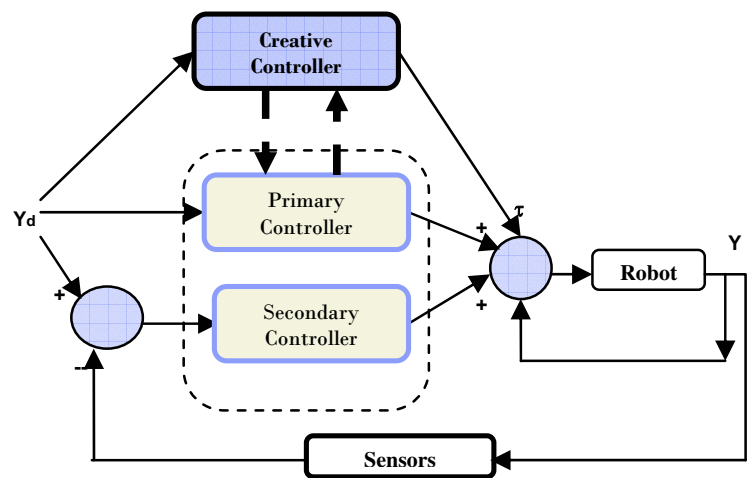 Creative
Controller
Primary
Controller
Yd
τ
+
Y
Robot
+
+
Secondary
Controller
--
Sensors